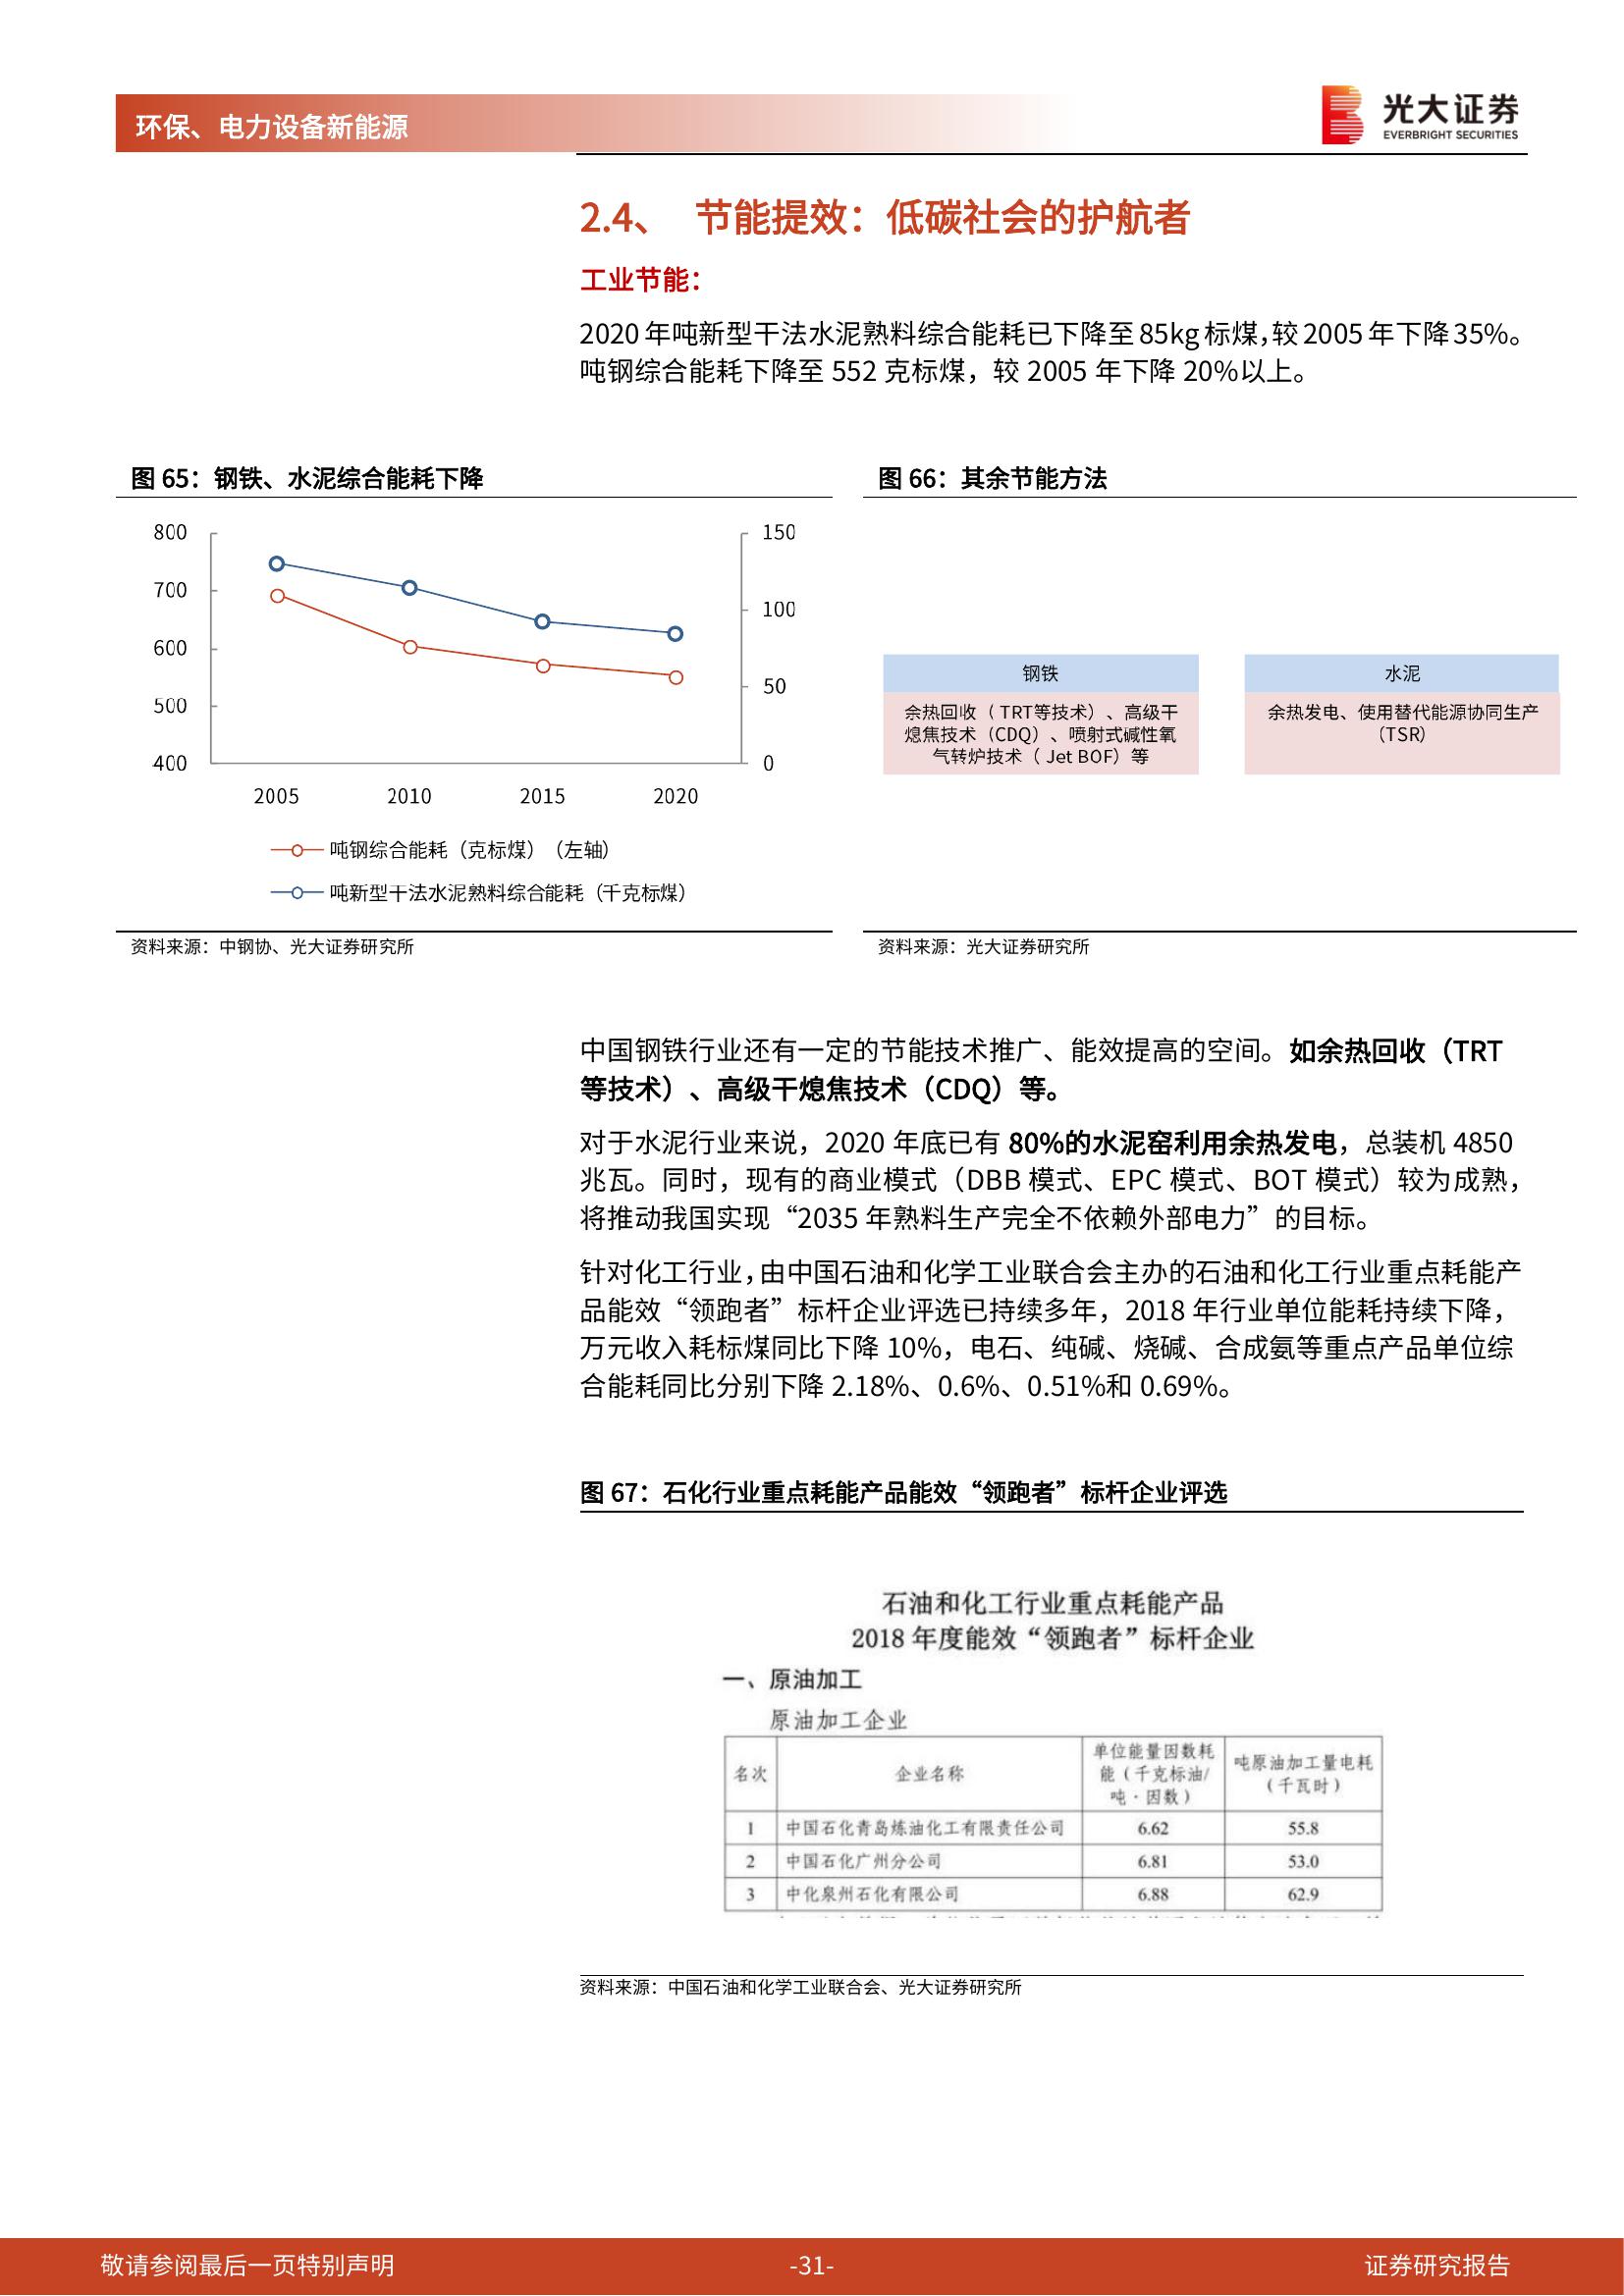 环保、电力设备新能源
光大证券
EVERBRIGHT SECURITIES
2.4、 节能提效：低碳社会的护航者
工业节能：
2020 年吨新型干法水泥熟料综合能耗已下降至 85kg 标煤，较 2005 年下降 35%。
吨钢综合能耗下降至 552 克标煤，较 2005 年下降 20%以上。
图 65：钢铁、水泥综合能耗下降
800
700
600
500
400
150
100
50
0
2005 2010 2015 2020
吨钢综合能耗（克标煤）（左轴）
吨新型干法水泥熟料综合能耗（千克标煤）
资料来源：中钢协、光大证券研究所
图 66：其余节能方法
钢铁
余热回收（ TRT等技术）、高级干
熄焦技术（CDQ）、喷射式碱性氧
气转炉技术（ Jet BOF）等
水泥
余热发电、使用替代能源协同生产
（TSR）
资料来源：光大证券研究所
中国钢铁行业还有一定的节能技术推广、能效提高的空间。如余热回收（TRT
等技术）、高级干熄焦技术（CDQ）等。
对于水泥行业来说，2020 年底已有 80%的水泥窑利用余热发电，总装机 4850
兆瓦。同时，现有的商业模式（DBB 模式、EPC 模式、BOT 模式）较为成熟，
将推动我国实现“2035 年熟料生产完全不依赖外部电力”的目标。
针对化工行业，由中国石油和化学工业联合会主办的石油和化工行业重点耗能产
品能效“领跑者”标杆企业评选已持续多年，2018 年行业单位能耗持续下降，
万元收入耗标煤同比下降 10%，电石、纯碱、烧碱、合成氨等重点产品单位综
合能耗同比分别下降 2.18%、0.6%、0.51%和 0.69%。
图 67：石化行业重点耗能产品能效“领跑者”标杆企业评选
石油和化工行业重点耗能产品
2018 年度能效“领跑者”标杆企业
一、原油加工
原油加工企业
名次 企业名称 单位能量因数耗能（千克标油/吨·因数） 吨原油加工量电耗（千瓦时）
1 中国石化青岛炼油化工有限责任公司 6.62 55.8
2 中国石化广州分公司 6.81 53.0
3 中化泉州石化有限公司 6.88 62.9
资料来源：中国石油和化学工业联合会、光大证券研究所
敬请参阅最后一页特别声明 -31- 证券研究报告